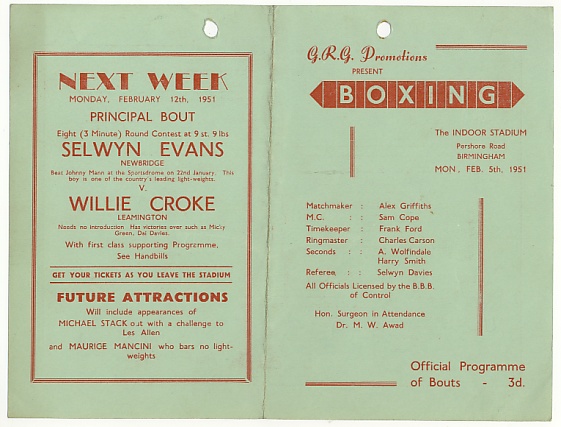 NEXT WEEK
MONDAY, FEBRUARY 12th, 1951
PRINCIPAL BOUT
Eight (3 Minute) Round Contest at 9 st. 9 lbs
SELWYN EVANS
NEWBRIDGE
Beat Johnny Mann at the Sportsdrome on 22nd January. This
boy is one of the country's leading light-weights.
V.
WILLIE CROKE
LEAMINGTON
Needs no introduction Has victories over such as Micky
Green, Dai Davies.
With first class supporting Programme,
See Handbills
GET YOUR TICKETS AS YOU LEAVE THE STADIUM
FUTURE ATTRACTIONS
Will include appearances of
MICHAEL STACK out with a challenge to
Les Allen
and MAURIGE MANCINI who bars no light-
weights
G.R.G. Promotions
PRESENT
BOXING
The INDOOR STADIUM
Pershore Road
BIRMINGHAM
MON, FEB. 5th, 1951
Matchmaker : Alex Griffiths
M.C. : Sam Cope
Timekeeper : Frank Ford
Ringmaster : Charles Carson
Seconds : : A. Wolfindale
Harry Smith
Referee, : : Selwyn Davies
All Officials Licensed by the B.B.B.
of Control
Hon. Surgeon in Attendance
Dr. M. W. Awad
Official Programme
of Bouts - 3d.